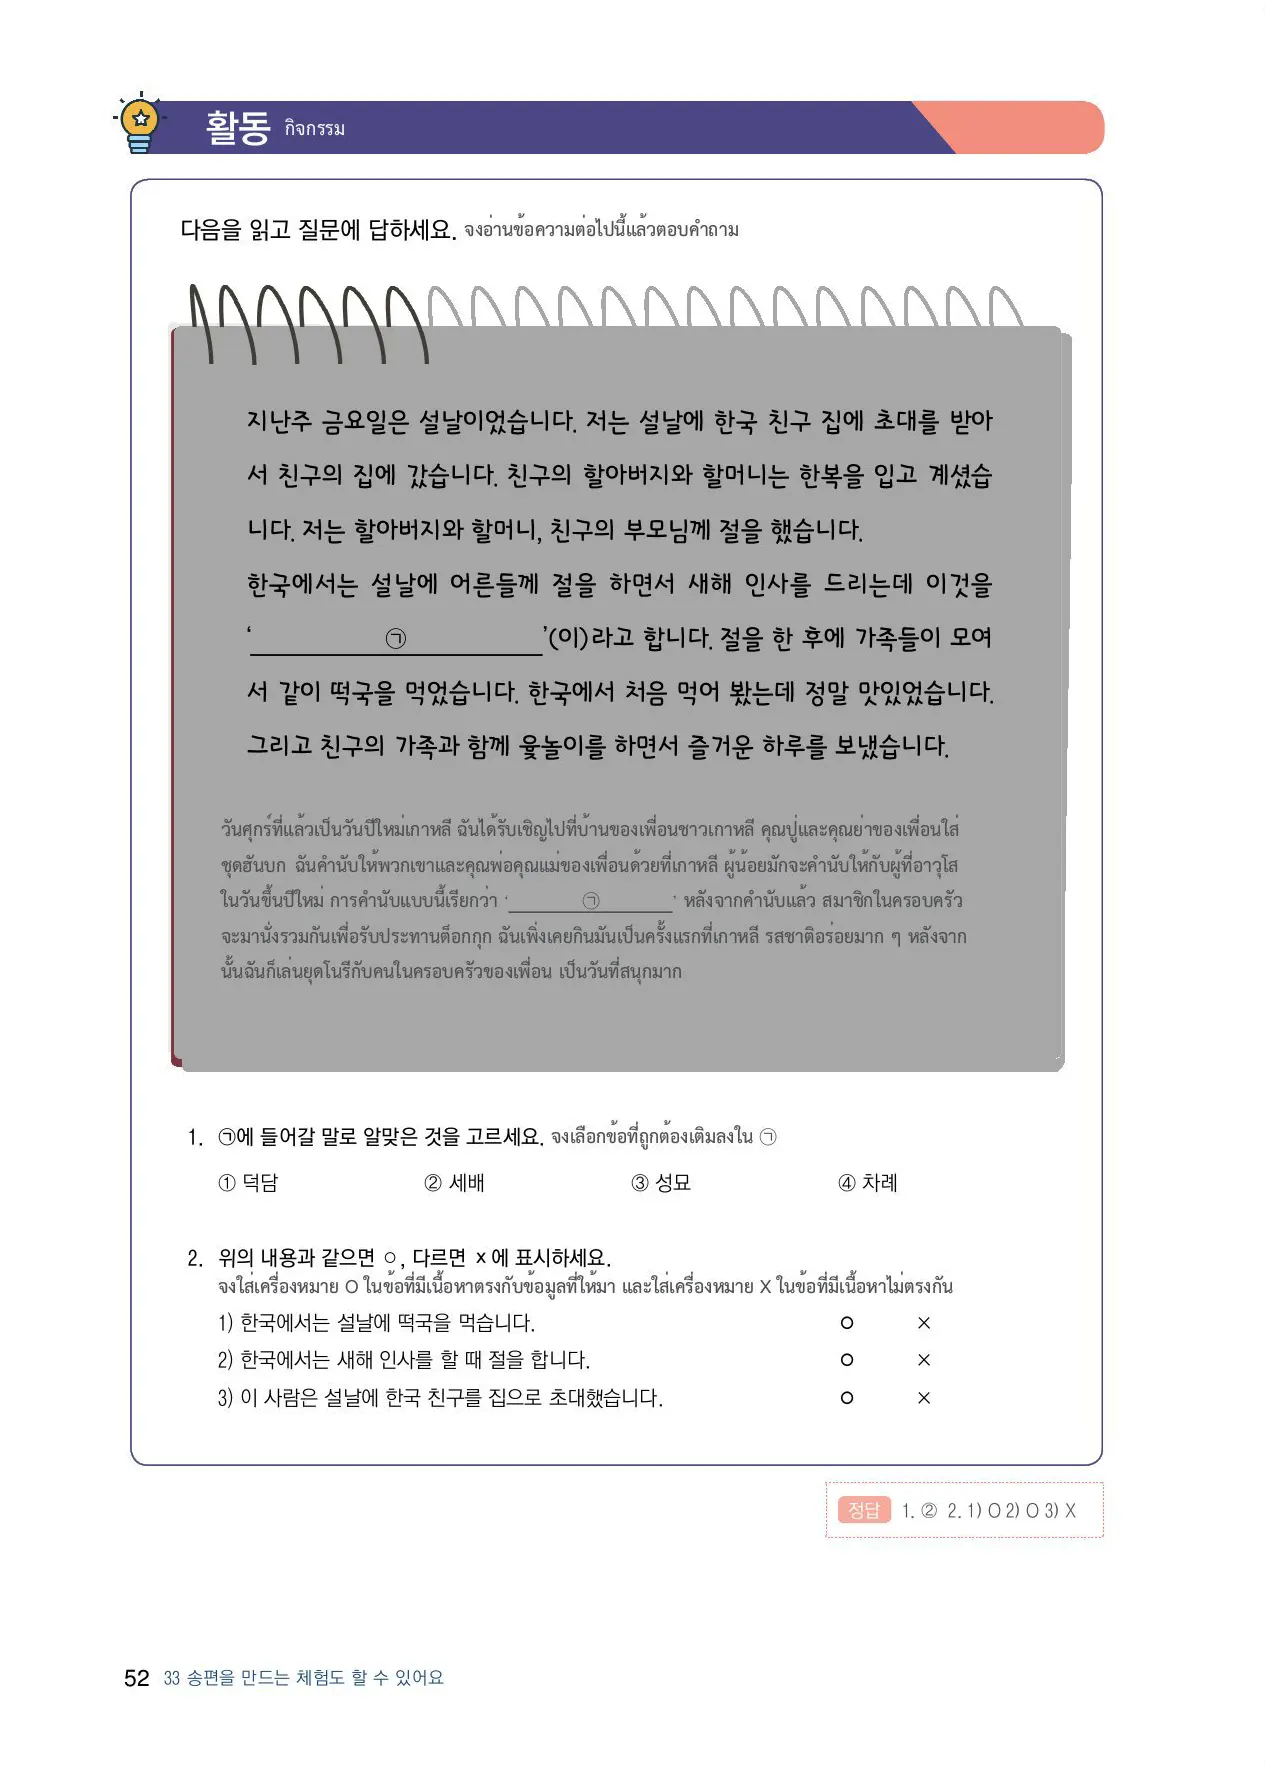 활동 กิจกรรม
다음을 읽고 질문에 답하세요. จงอ่านข้อความต่อไปนี้แล้วตอบคำถาม
지난주 금요일은 설날이었습니다. 저는 설날에 한국 친구 집에 초대를 받아
서 친구의 집에 갔습니다. 친구의 할아버지와 할머니는 한복을 입고 계셨습
니다. 저는 할아버지와 할머니, 친구의 부모님께 절을 했습니다.
한국에서는 설날에 어른들께 절을 하면서 새해 인사를 드리는데 이것을
‘ ㉠ ’(이)라고 합니다. 절을 한 후에 가족들이 모여
서 같이 떡국을 먹었습니다. 한국에서 처음 먹어 봤는데 정말 맛있었습니다.
그리고 친구의 가족과 함께 윷놀이를 하면서 즐거운 하루를 보냈습니다.
วันศุกร์ที่แล้วเป็นวันปีใหม่เกาหลี ฉันได้รับเชิญไปที่บ้านของเพื่อนชาวเกาหลี คุณปู่และคุณย่าของเพื่อนใส่
ชุดฮันบก ฉันคำนับให้พวกเขาและคุณพ่อคุณแม่ของเพื่อนด้วยที่เกาหลี ผู้น้อยมักจะคำนับให้กับผู้ที่อาวุโส
ในวันขึ้นปีใหม่ การคำนับแบบนี้เรียกว่า ‘ ㉠ ’ หลังจากคำนับแล้ว สมาชิกในครอบครัว
จะมานั่งรวมกันเพื่อรับประทานต็อกกุก ฉันเพิ่งเคยกินมันเป็นครั้งแรกที่เกาหลี รสชาติอร่อยมาก ๆ หลังจาก
นั้นฉันก็เล่นยุดโนรีกับคนในครอบครัวของเพื่อน เป็นวันที่สนุกมาก
1. ㉠에 들어갈 말로 알맞은 것을 고르세요. จงเลือกข้อที่ถูกต้องเติมลงใน ㉠
① 덕담 ② 세배 ③ 성묘 ④ 차례
2. 위의 내용과 같으면 ○, 다르면 ×에 표시하세요.
จงใส่เครื่องหมาย O ในข้อที่มีเนื้อหาตรงกับข้อมูลที่ให้มา และใส่เครื่องหมาย X ในข้อที่มีเนื้อหาไม่ตรงกัน
1) 한국에서는 설날에 떡국을 먹습니다. ○ ×
2) 한국에서는 새해 인사를 할 때 절을 합니다. ○ ×
3) 이 사람은 설날에 한국 친구를 집으로 초대했습니다. ○ ×
정답 1. ② 2. 1) O 2) O 3) X
52 33 송편을 만드는 체험도 할 수 있어요